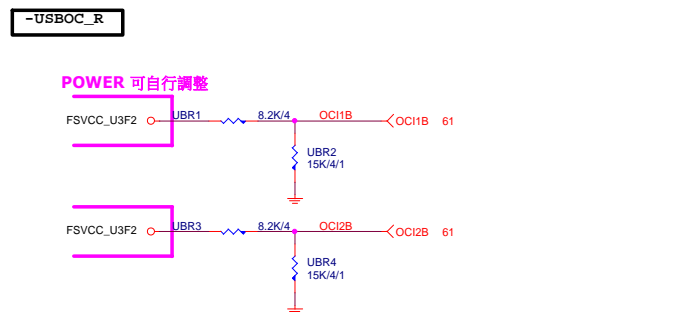 -USBOC_R
POWER 可自行調整
FSVCC_U3F2 UBR1 8.2K/4 OCI1B OCI1B 61
UBR2
15K/4/1
FSVCC_U3F2 UBR3 8.2K/4 OCI2B OCI2B 61
UBR4
15K/4/1